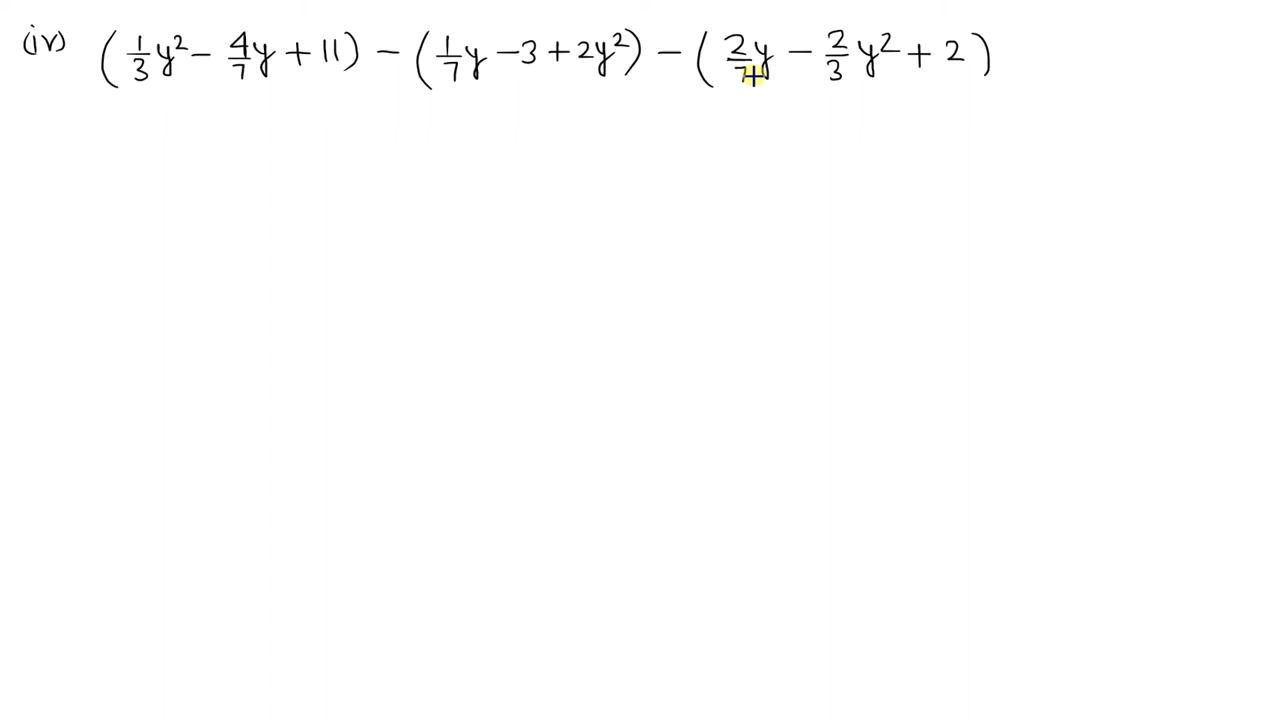 (iv) (1/3 y² − 4/7 y + 11) − (1/7 y − 3 + 2y²) − (2/7 y − 2/3 y² + 2)